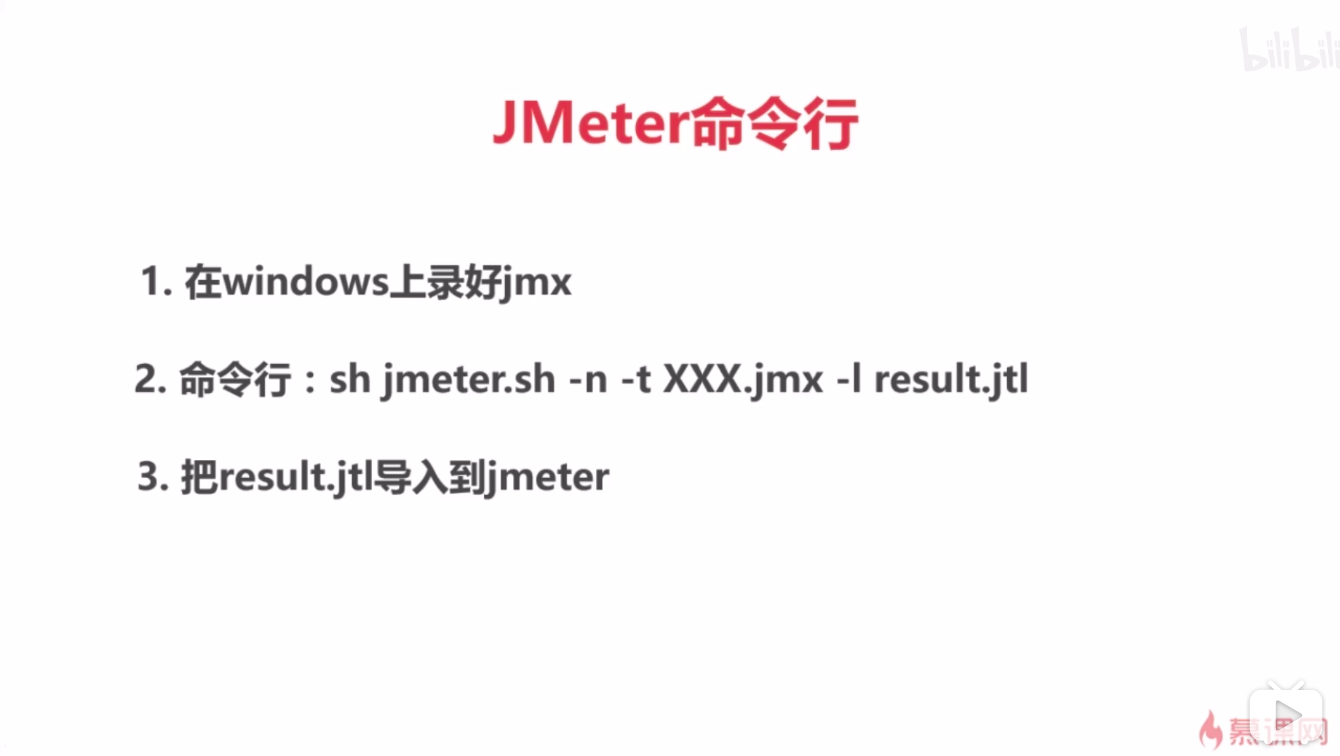 bilibili
JMeter命令行
1. 在windows上录好jmx
2. 命令行：sh jmeter.sh -n -t XXX.jmx -l result.jtl
3. 把result.jtl导入到jmeter
慕课网